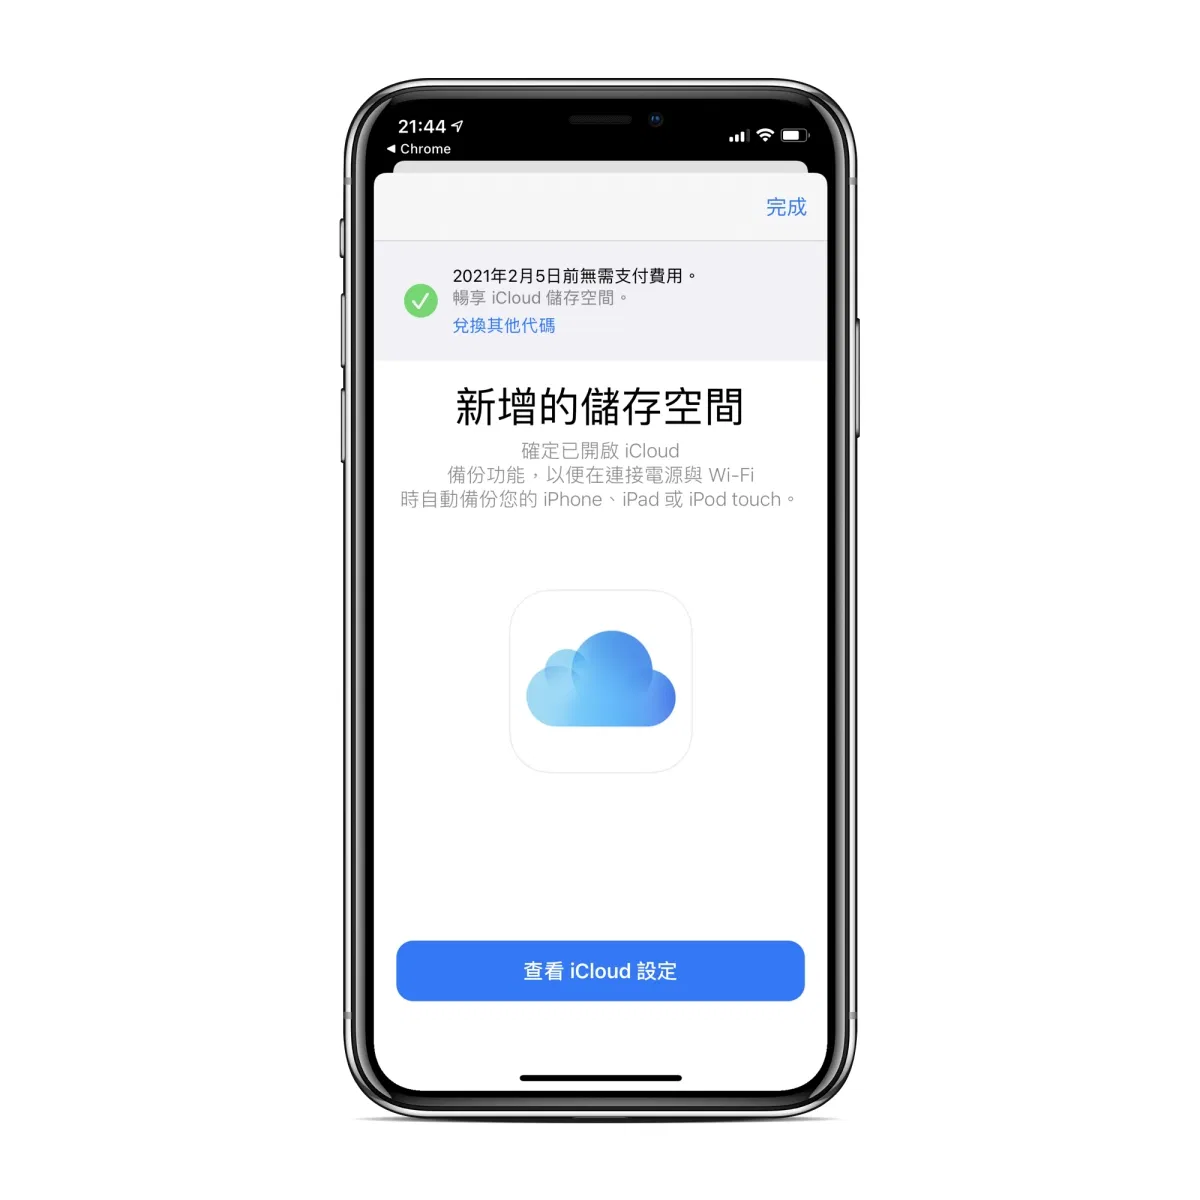 21:44
◀ Chrome
完成
2021年2月5日前無需支付費用。
暢享 iCloud 儲存空間。
兌換其他代碼
新增的儲存空間
確定已開啟 iCloud
備份功能，以便在連接電源與 Wi-Fi
時自動備份您的 iPhone、iPad 或 iPod touch。
查看 iCloud 設定